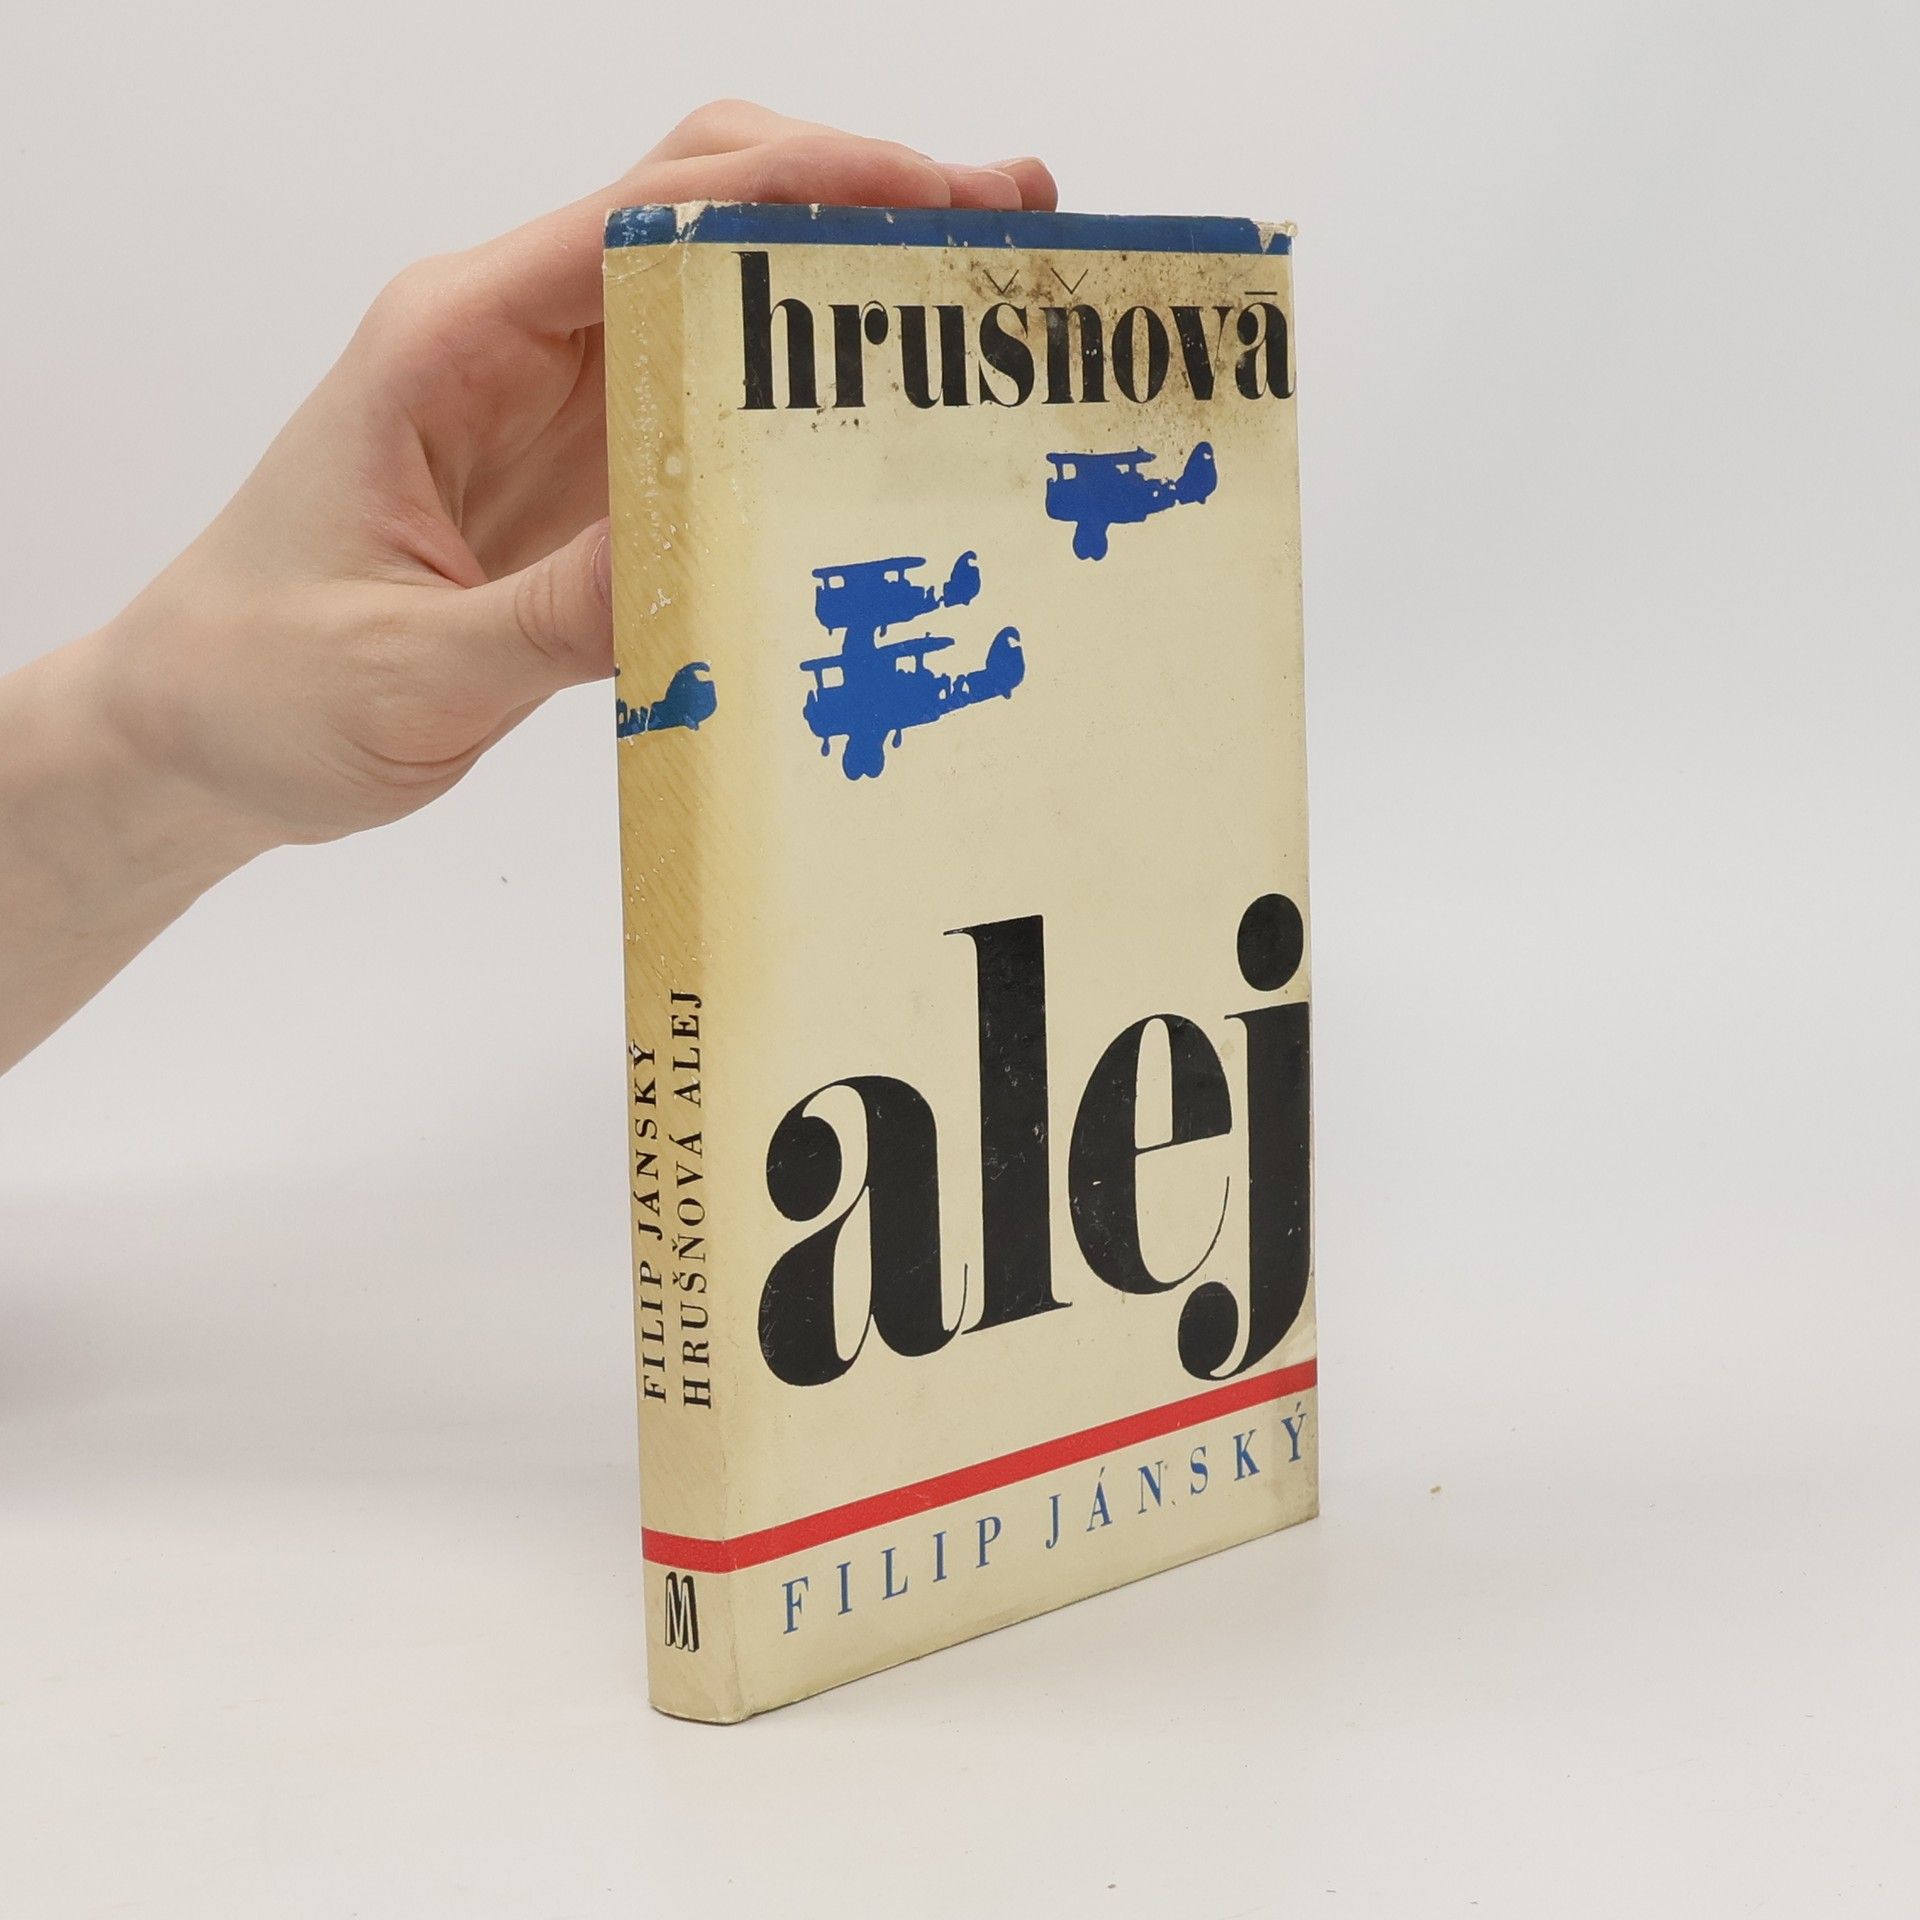 hrušňová
alej
FILIP JÁNSKÝ
FILIP JÁNSKÝ
HRUŠŇOVÁ ALEJ
M